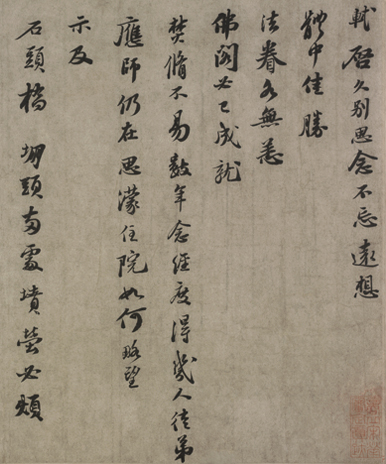 軾啓久別思念不忘遠想
體中佳勝
法眷各無恙
佛閣必已成就
焚脩不易數年念經度得幾人徒弟
應師仍在思濛住院如何略望
示及
石頭橋堋頭兩處墳塋必煩